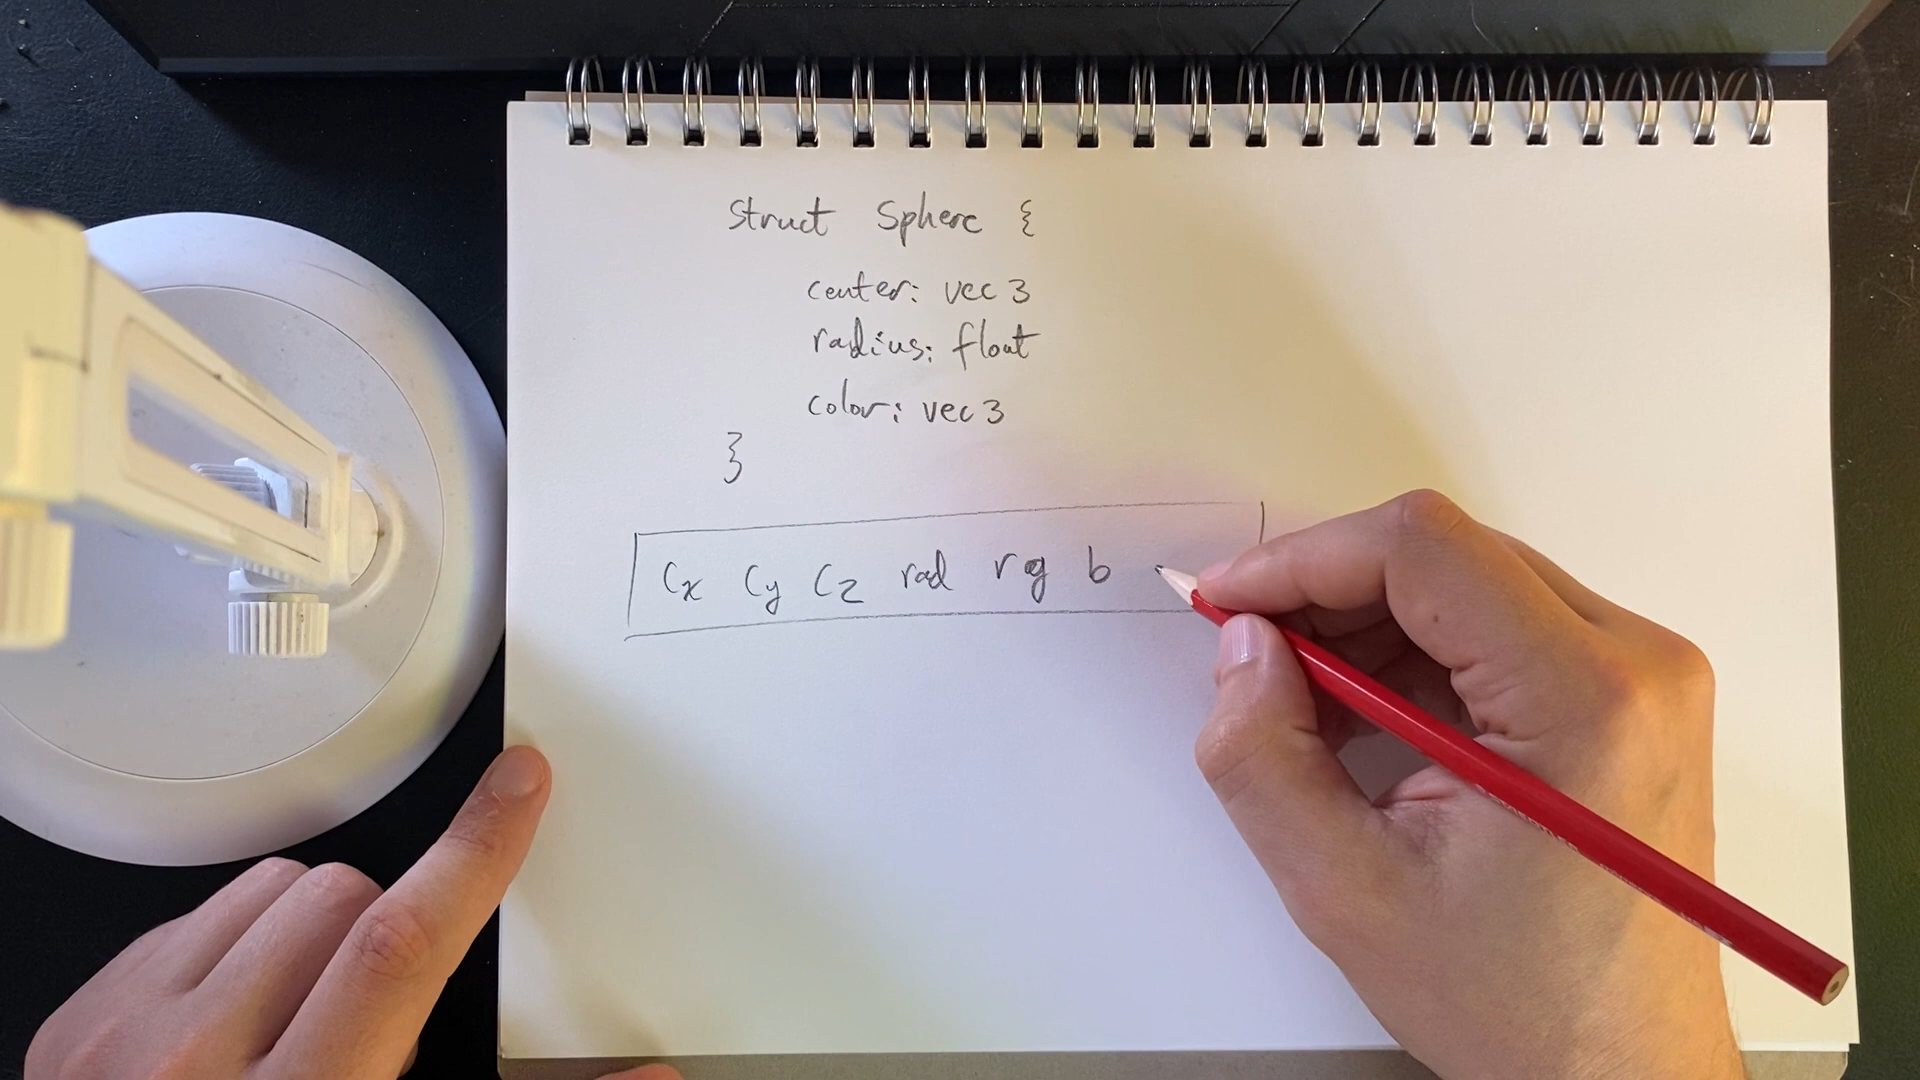 Struct Sphere {
center: vec3
radius: float
color: vec3
}
Cx Cy Cz rad r g b